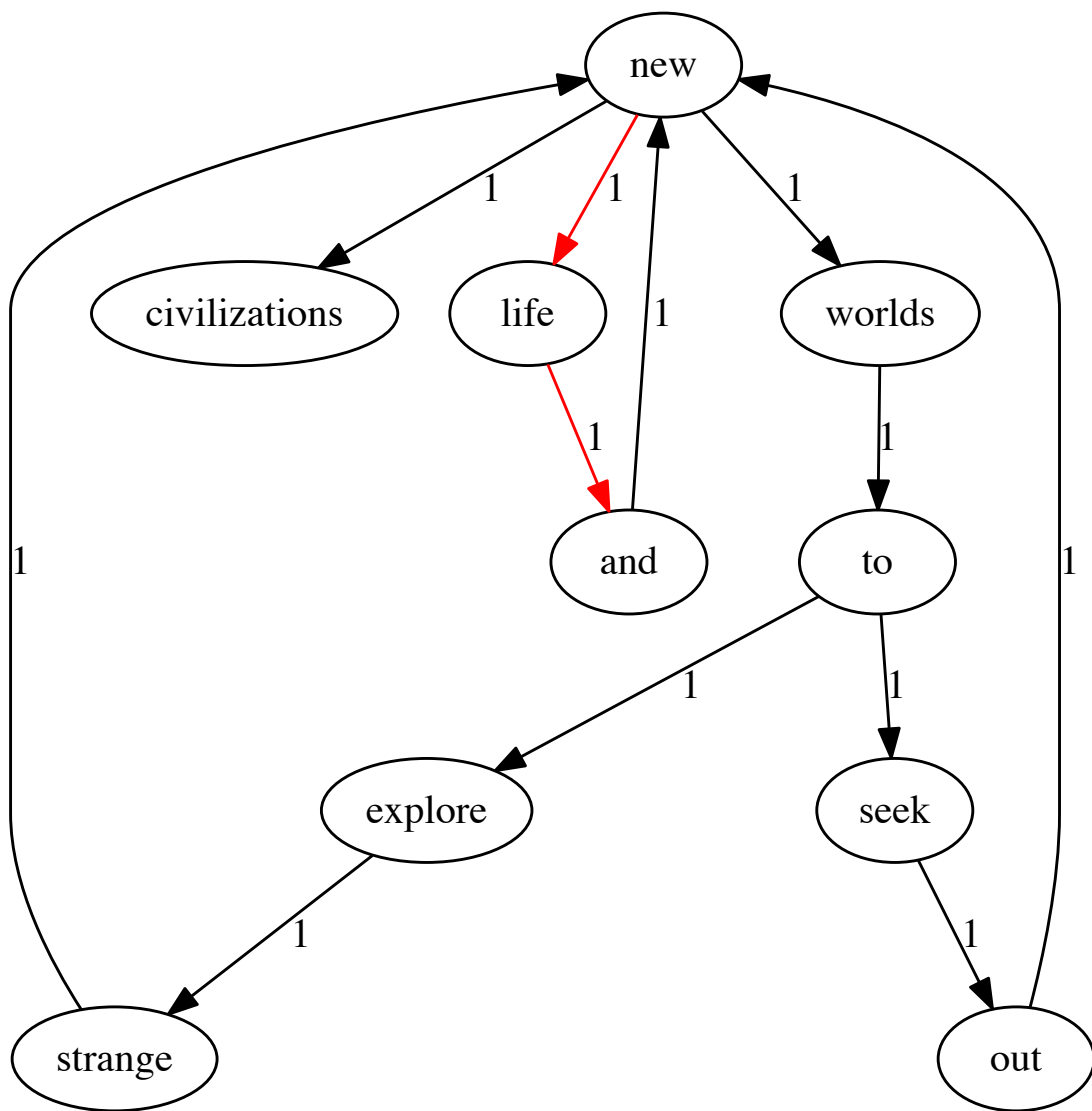 new
1 1 1
civilizations life worlds
1
1 1
1 and to 1
1 1
explore seek
1 1
strange out